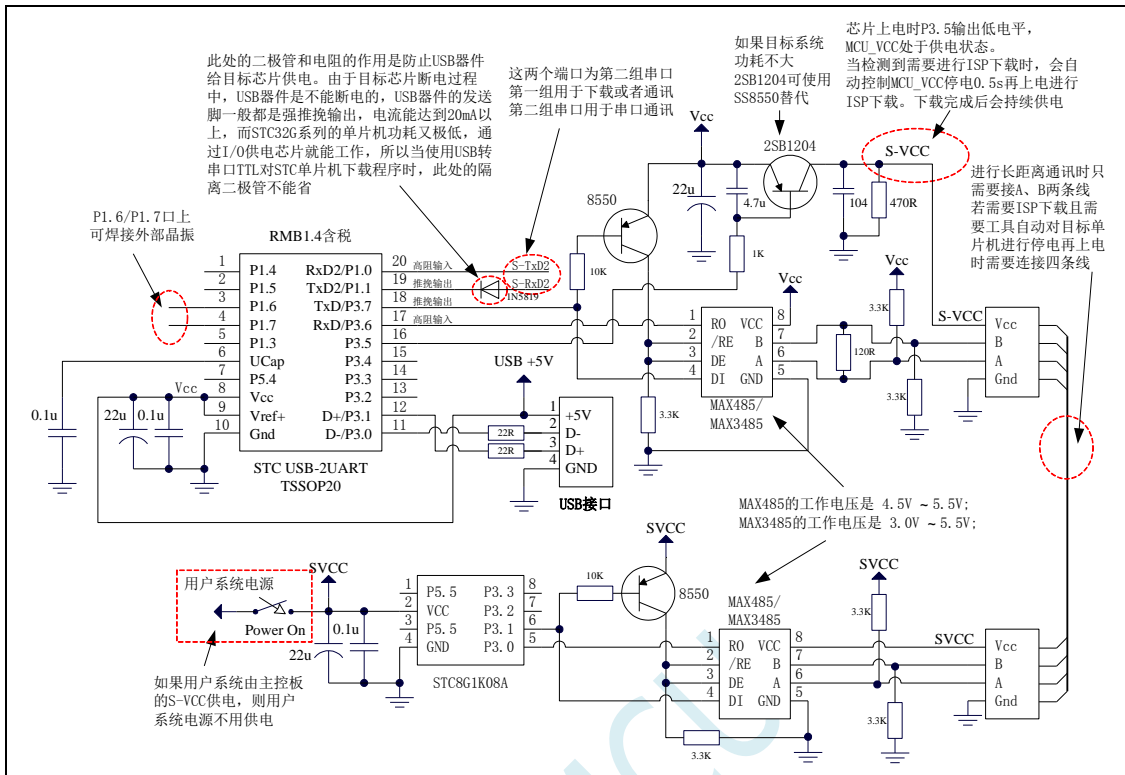 芯片上电时P3.5输出低电平，
MCU_VCC处于供电状态。
当检测到需要进行ISP下载时，会自
动控制MCU_VCC停电0.5s再上电进行
ISP下载。下载完成后会持续供电
如果目标系统
功耗不大
2SB1204可使用
SS8550替代
此处的二极管和电阻的作用是防止USB器件
给目标芯片供电。由于目标芯片断电过程
中，USB器件是不能断电的，USB器件的发送
脚一般都是强推挽输出，电流能达到20mA以
上，而STC32G系列的单片机功耗又极低，通
过I/O供电芯片就能工作，所以当使用USB转
串口TTL对STC单片机下载程序时，此处的隔
离二极管不能省
这两个端口为第二组串口
第一组用于下载或者通讯
第二组串口用于串口通讯
Vcc
2SB1204
S-VCC
22u
4.7u
104
470R
1K
8550
10K
进行长距离通讯时只
需要接A、B两条线
若需要ISP下载且需
要工具自动对目标单
片机进行停电再上电
时需要连接四条线
P1.6/P1.7口上
可焊接外部晶振
RMB1.4含税
1 P1.4 RxD2/P1.0 20 高阻输入 S-TxD2
2 P1.5 TxD2/P1.1 19 推挽输出 S-RxD2
1N5819
3 P1.6 TxD/P3.7 18 推挽输出
4 P1.7 RxD/P3.6 17 高阻输入
5 P1.3 P3.5 16
6 UCap P3.4 15
7 P5.4 P3.3 14
Vcc 8 Vcc P3.2 13
9 Vref+ D+/P3.1 12
10 Gnd D-/P3.0 11
STC USB-2UART
TSSOP20
0.1u
22u
0.1u
22R
22R
USB +5V
1 +5V
2 D-
3 D+
4 GND
USB接口
3.3K
Vcc
1 RO VCC 8
2 /RE B 7
3 DE A 6
4 DI GND 5
MAX485/
MAX3485
120R
Vcc
3.3K
3.3K
S-VCC
Vcc
B
A
Gnd
MAX485的工作电压是 4.5V ~ 5.5V;
MAX3485的工作电压是 3.0V ~ 5.5V;
用户系统电源
Power On
SVCC
22u
0.1u
如果用户系统由主控板
的S-VCC供电，则用户
系统电源不用供电
1 P5.5 P3.3 8
2 VCC P3.2 7
3 P5.5 P3.1 6
4 GND P3.0 5
STC8G1K08A
10K
SVCC
8550
MAX485/
MAX3485
1 RO VCC 8
2 /RE B 7
3 DE A 6
4 DI GND 5
3.3K
SVCC
3.3K
3.3K
SVCC
Vcc
B
A
Gnd